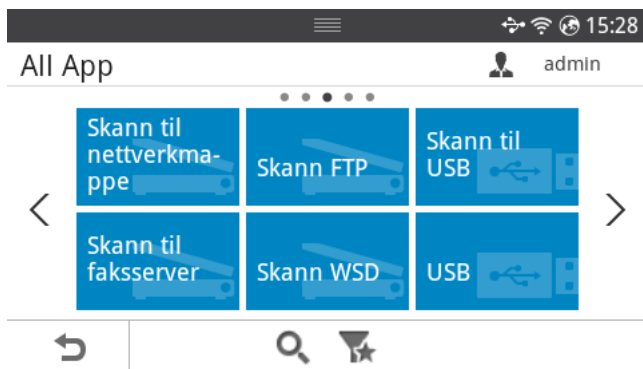 15:28
All App
admin
Skann til
nettverkma-
ppe
Skann FTP
Skann til
USB
Skann til
faksserver
Skann WSD
USB